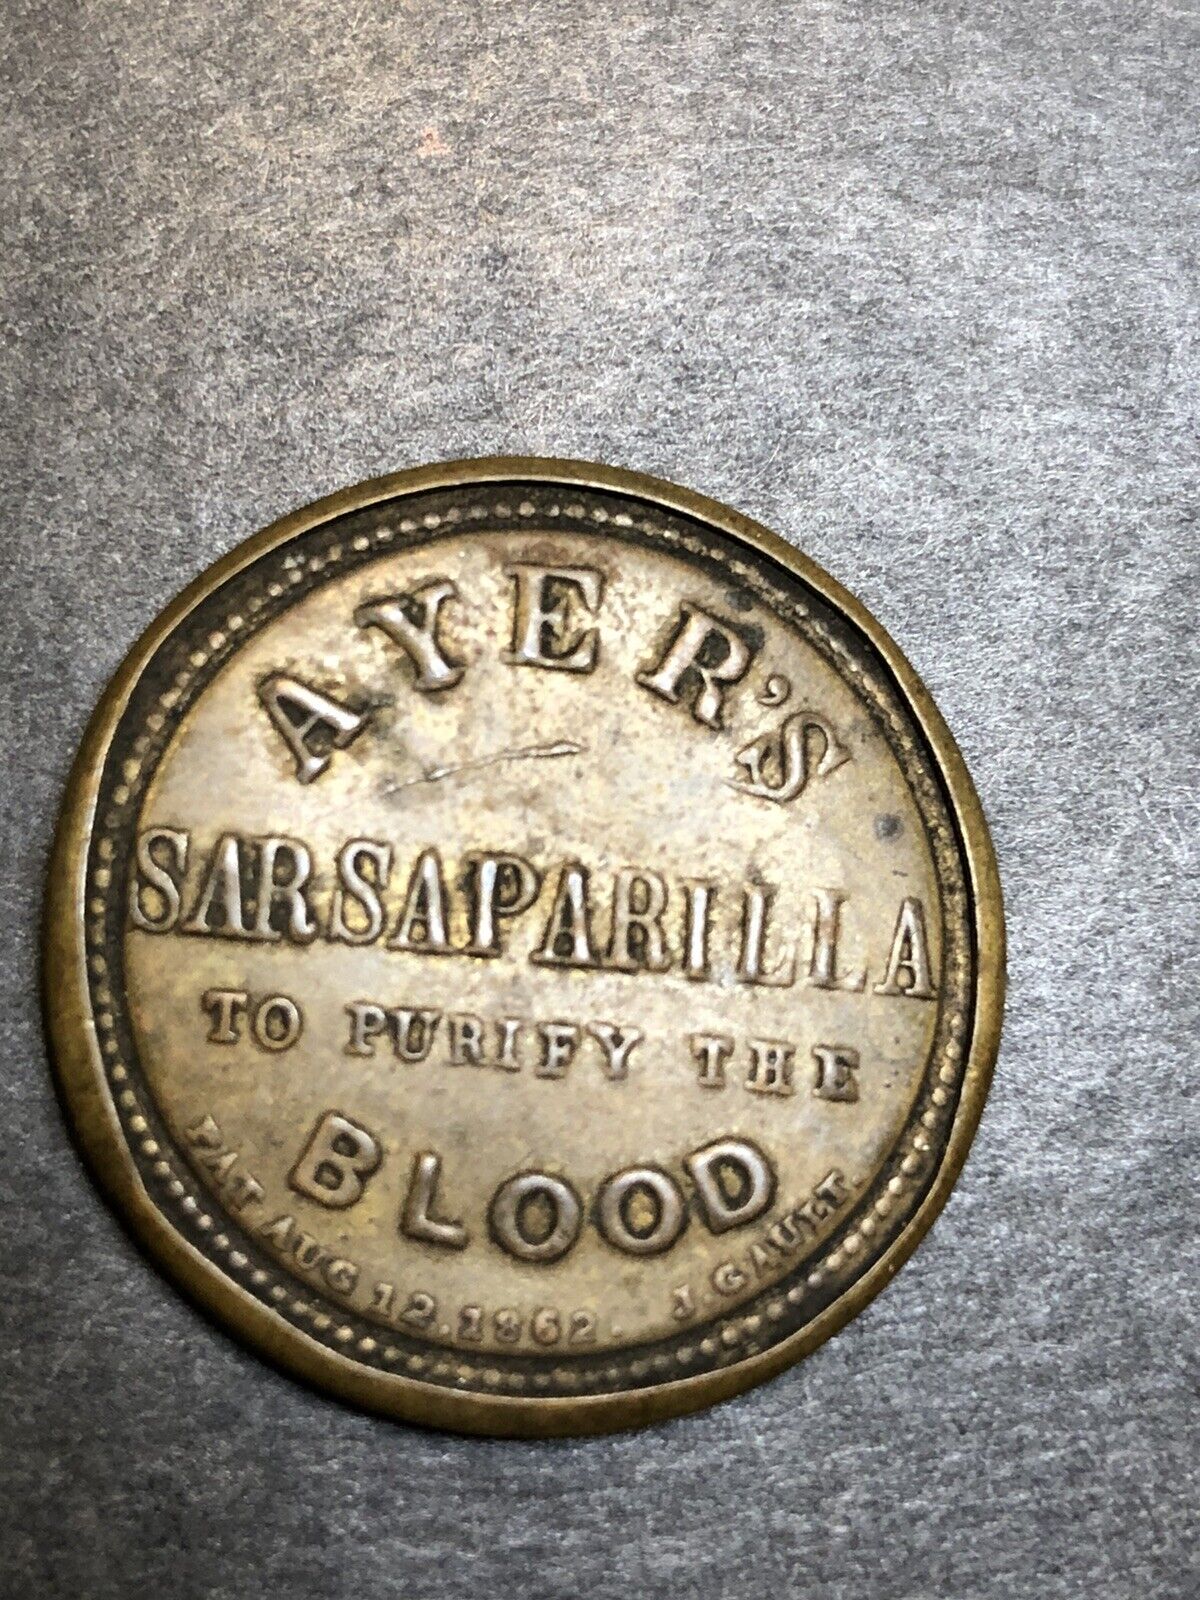 AYER'S
SARSAPARILLA
TO PURIFY THE
BLOOD
PAT AUG 12.1862. J.GAULT.